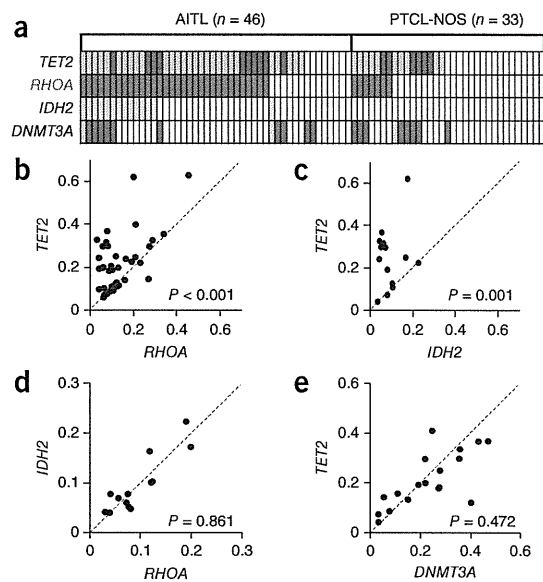 a
AITL (n = 46) PTCL-NOS (n = 33)
TET2
RHOA
IDH2
DNMT3A
b
TET2
0.6
0.4
0.2
0
P < 0.001
0 0.2 0.4 0.6
RHOA
c
TET2
0.6
0.4
0.2
0
P = 0.001
0 0.2 0.4 0.6
IDH2
d
IDH2
0.3
0.2
0.1
0
P = 0.861
0 0.1 0.2 0.3
RHOA
e
TET2
0.6
0.4
0.2
0
P = 0.472
0 0.2 0.4 0.6
DNMT3A